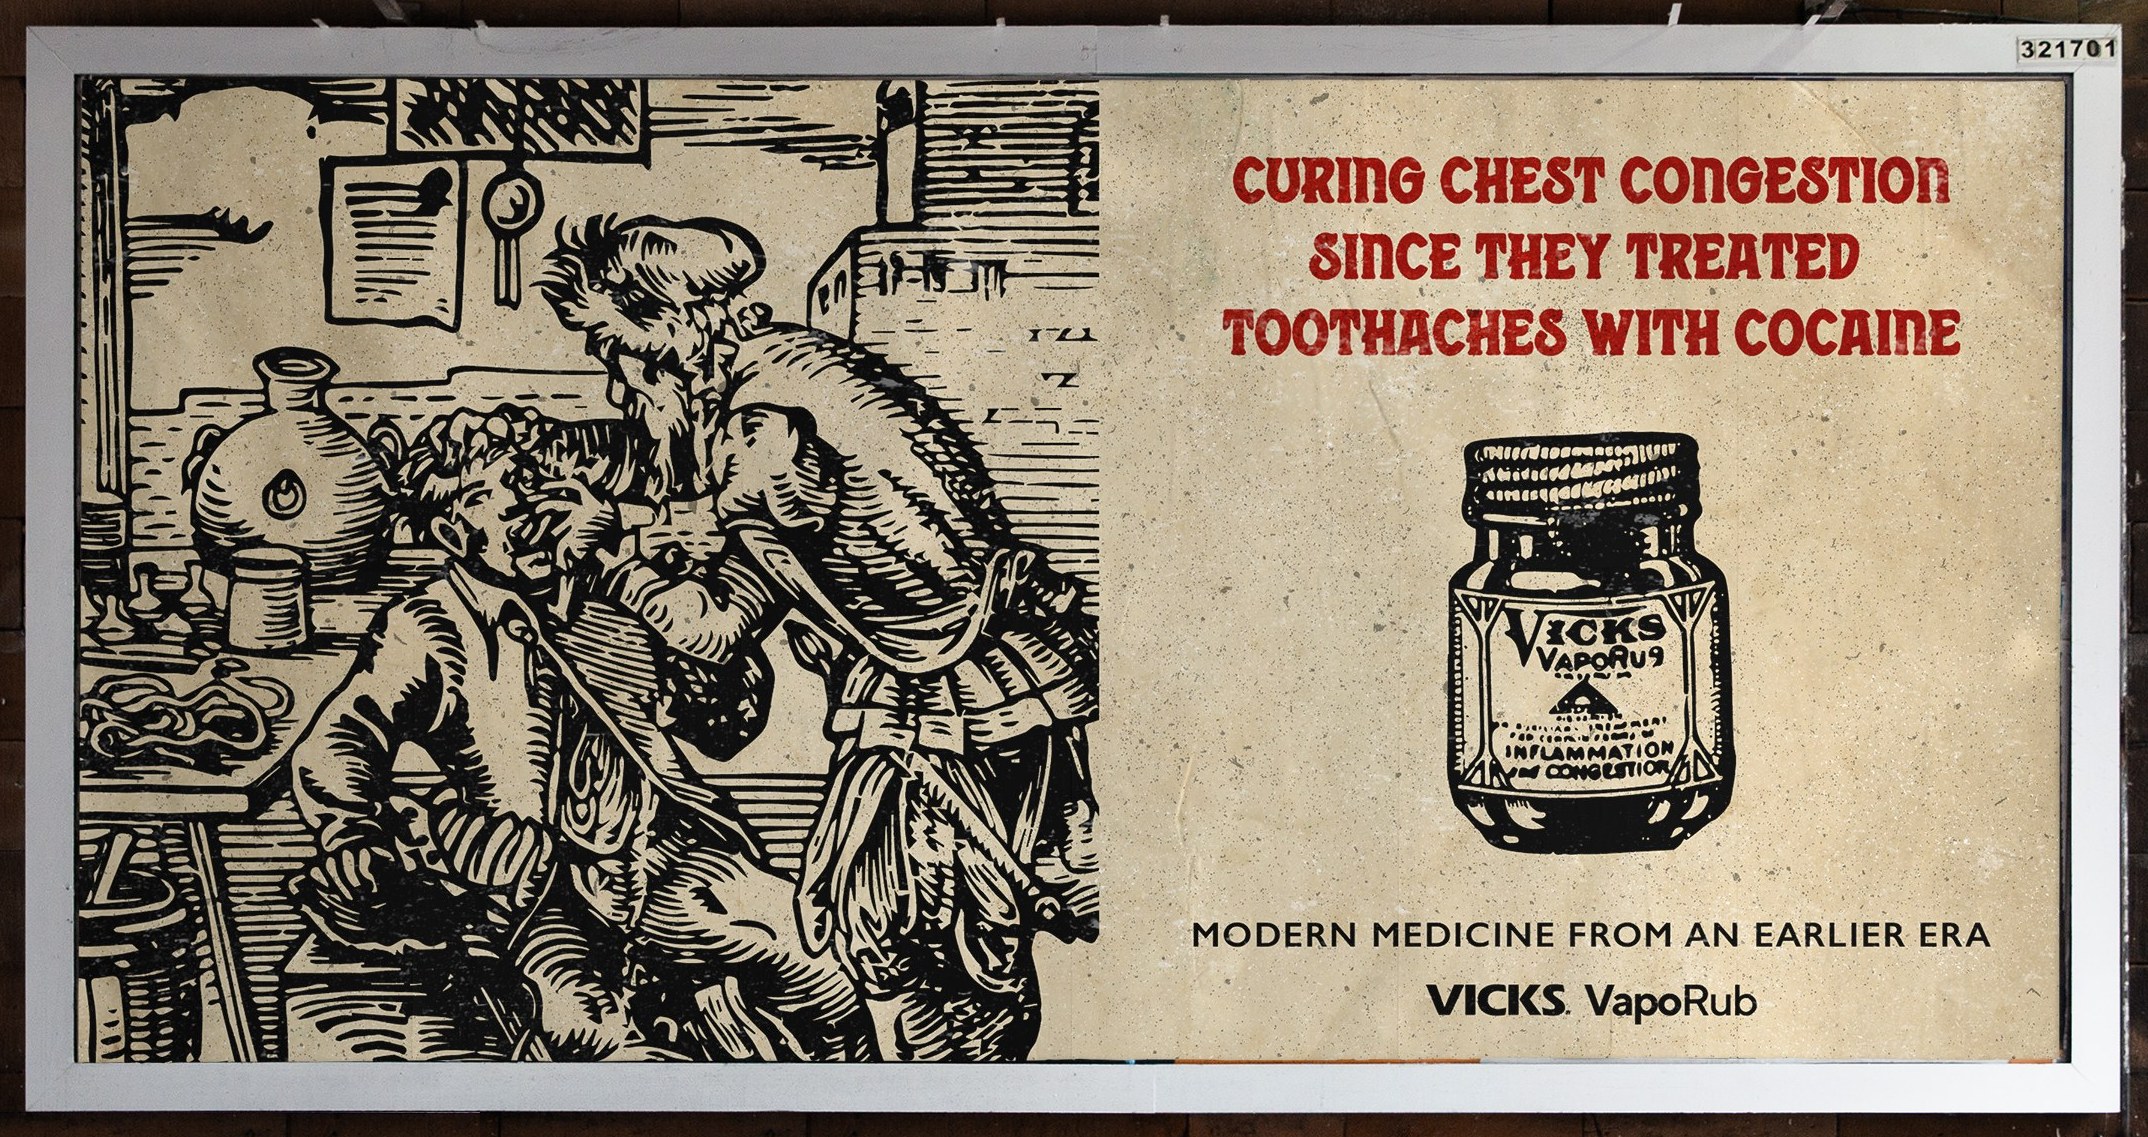 321701
CURING CHEST CONGESTION
SINCE THEY TREATED
TOOTHACHES WITH COCAINE
VICKS
VAPORUB
INFLAMMATION
and CONGESTION
MODERN MEDICINE FROM AN EARLIER ERA
VICKS. VapoRub